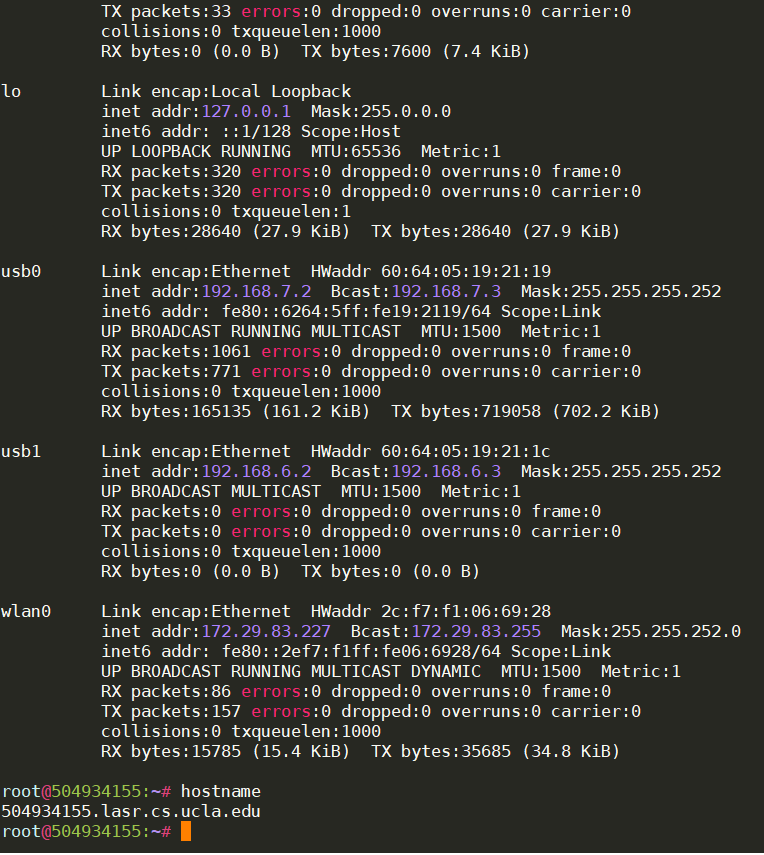 TX packets:33 errors:0 dropped:0 overruns:0 carrier:0
collisions:0 txqueuelen:1000
RX bytes:0 (0.0 B)  TX bytes:7600 (7.4 KiB)
lo        Link encap:Local Loopback
inet addr:127.0.0.1  Mask:255.0.0.0
inet6 addr: ::1/128 Scope:Host
UP LOOPBACK RUNNING  MTU:65536  Metric:1
RX packets:320 errors:0 dropped:0 overruns:0 frame:0
TX packets:320 errors:0 dropped:0 overruns:0 carrier:0
collisions:0 txqueuelen:1
RX bytes:28640 (27.9 KiB)  TX bytes:28640 (27.9 KiB)
usb0      Link encap:Ethernet  HWaddr 60:64:05:19:21:19
inet addr:192.168.7.2  Bcast:192.168.7.3  Mask:255.255.255.252
inet6 addr: fe80::6264:5ff:fe19:2119/64 Scope:Link
UP BROADCAST RUNNING MULTICAST  MTU:1500  Metric:1
RX packets:1061 errors:0 dropped:0 overruns:0 frame:0
TX packets:771 errors:0 dropped:0 overruns:0 carrier:0
collisions:0 txqueuelen:1000
RX bytes:165135 (161.2 KiB)  TX bytes:719058 (702.2 KiB)
usb1      Link encap:Ethernet  HWaddr 60:64:05:19:21:1c
inet addr:192.168.6.2  Bcast:192.168.6.3  Mask:255.255.255.252
UP BROADCAST MULTICAST  MTU:1500  Metric:1
RX packets:0 errors:0 dropped:0 overruns:0 frame:0
TX packets:0 errors:0 dropped:0 overruns:0 carrier:0
collisions:0 txqueuelen:1000
RX bytes:0 (0.0 B)  TX bytes:0 (0.0 B)
wlan0     Link encap:Ethernet  HWaddr 2c:f7:f1:06:69:28
inet addr:172.29.83.227  Bcast:172.29.83.255  Mask:255.255.252.0
inet6 addr: fe80::2ef7:f1ff:fe06:6928/64 Scope:Link
UP BROADCAST RUNNING MULTICAST DYNAMIC  MTU:1500  Metric:1
RX packets:86 errors:0 dropped:0 overruns:0 frame:0
TX packets:157 errors:0 dropped:0 overruns:0 carrier:0
collisions:0 txqueuelen:1000
RX bytes:15785 (15.4 KiB)  TX bytes:35685 (34.8 KiB)
root@504934155:~# hostname
504934155.lasr.cs.ucla.edu
root@504934155:~#